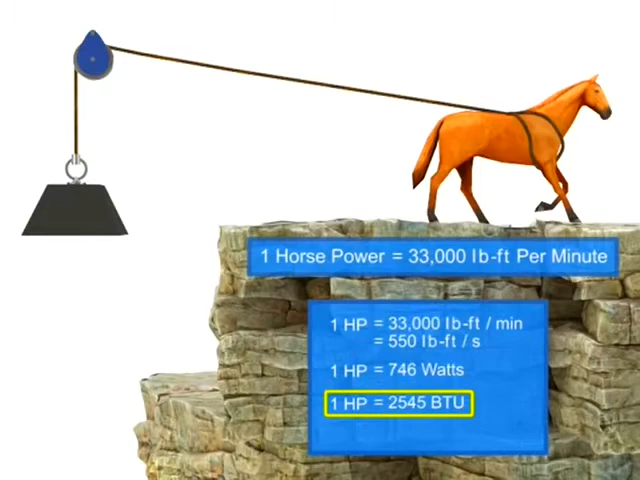 1 Horse Power = 33,000 lb-ft Per Minute
1 HP = 33,000 lb-ft / min
= 550 lb-ft / s
1 HP = 746 Watts
1 HP = 2545 BTU